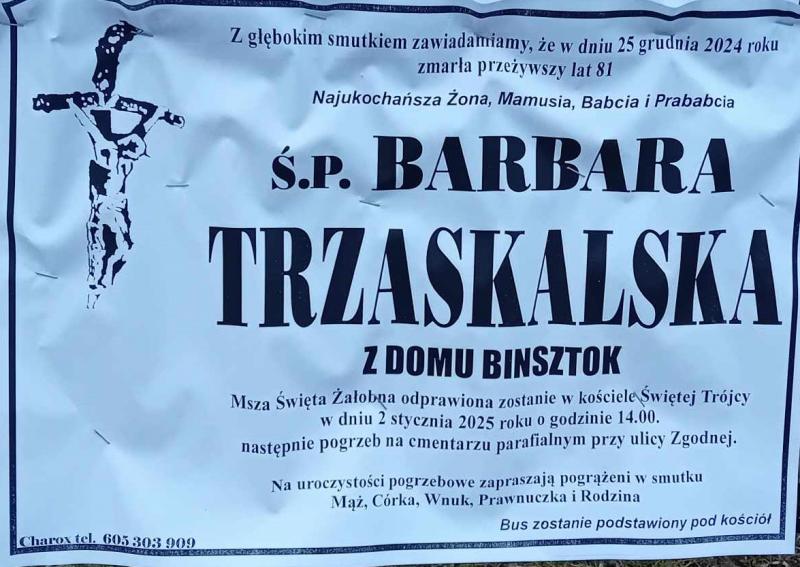 Z głębokim smutkiem zawiadamiamy, że w dniu 25 grudnia 2024 roku
zmarła przeżywszy lat 81
Najukochańsza Żona, Mamusia, Babcia i Prababcia
Ś.P. BARBARA
TRZASKALSKA
Z DOMU BINSZTOK
Msza Święta Żałobna odprawiona zostanie w kościele Świętej Trójcy
w dniu 2 stycznia 2025 roku o godzinie 14.00.
następnie pogrzeb na cmentarzu parafialnym przy ulicy Zgodnej.
Na uroczystości pogrzebowe zapraszają pogrążeni w smutku
Mąż, Córka, Wnuk, Prawnuczka i Rodzina
Bus zostanie podstawiony pod kościół
Charox tel. 605 303 909